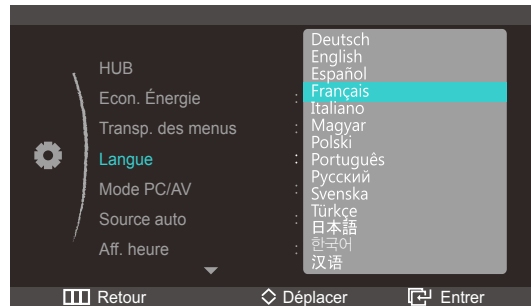 HUB
Econ. Énergie :
Transp. des menus :
Langue :
Mode PC/AV :
Source auto :
Aff. heure :
Deutsch
English
Español
Français
Italiano
Magyar
Polski
Português
Русский
Svenska
Türkçe
日本語
한국어
汉语
Retour Déplacer Entrer